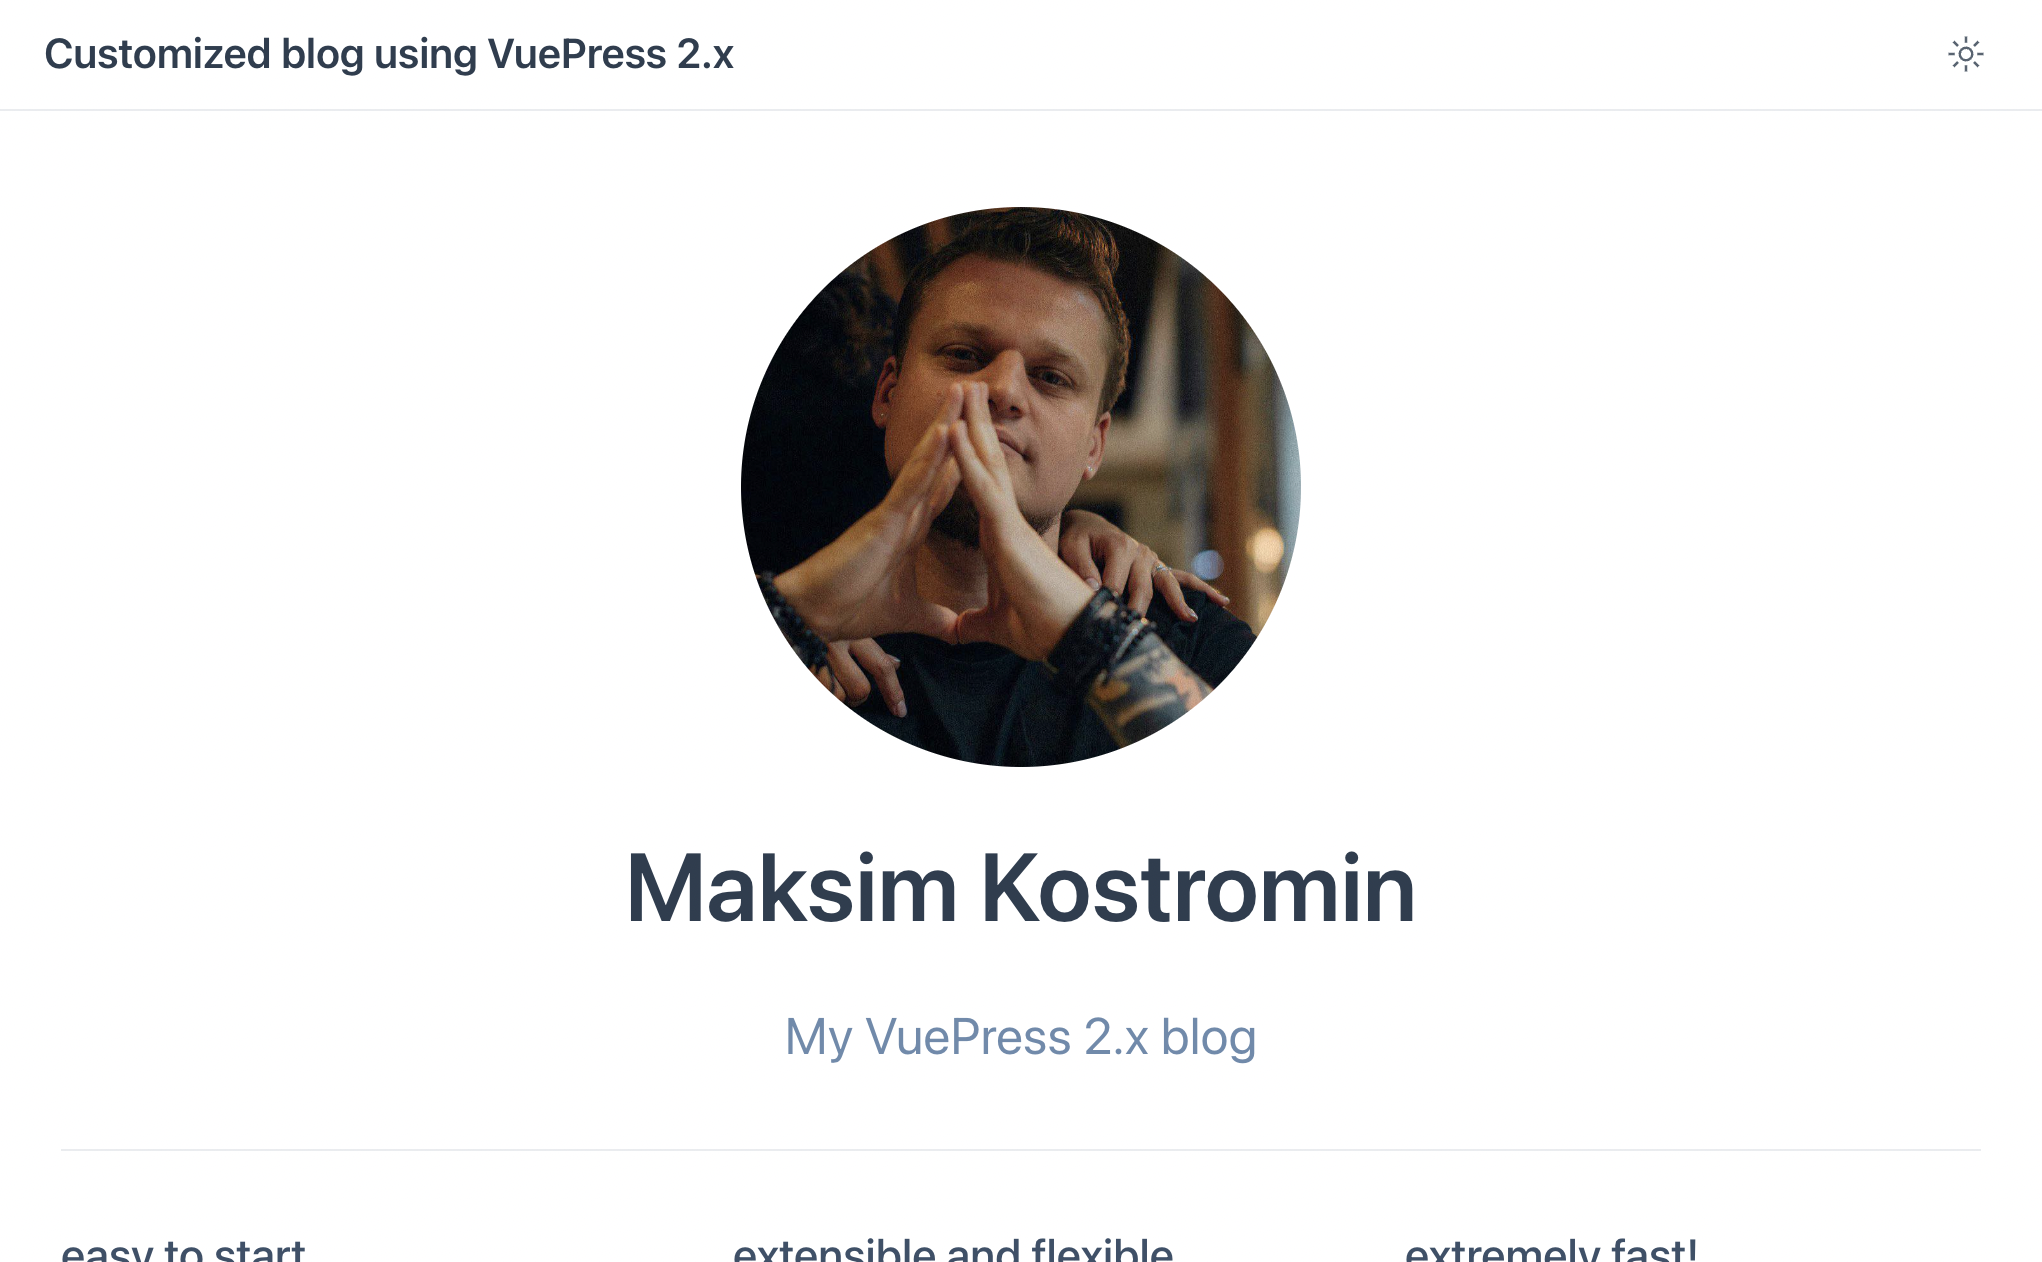 Customized blog using VuePress 2.x
Maksim Kostromin
My VuePress 2.x blog
easy to start
extensible and flexible
extremely fast!